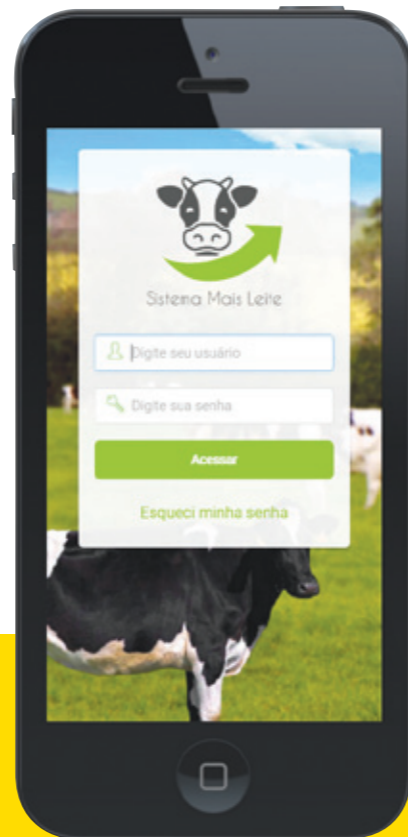 Sistema Mais Leite
Digite seu usuário
Digite sua senha
Acessar
Esqueci minha senha